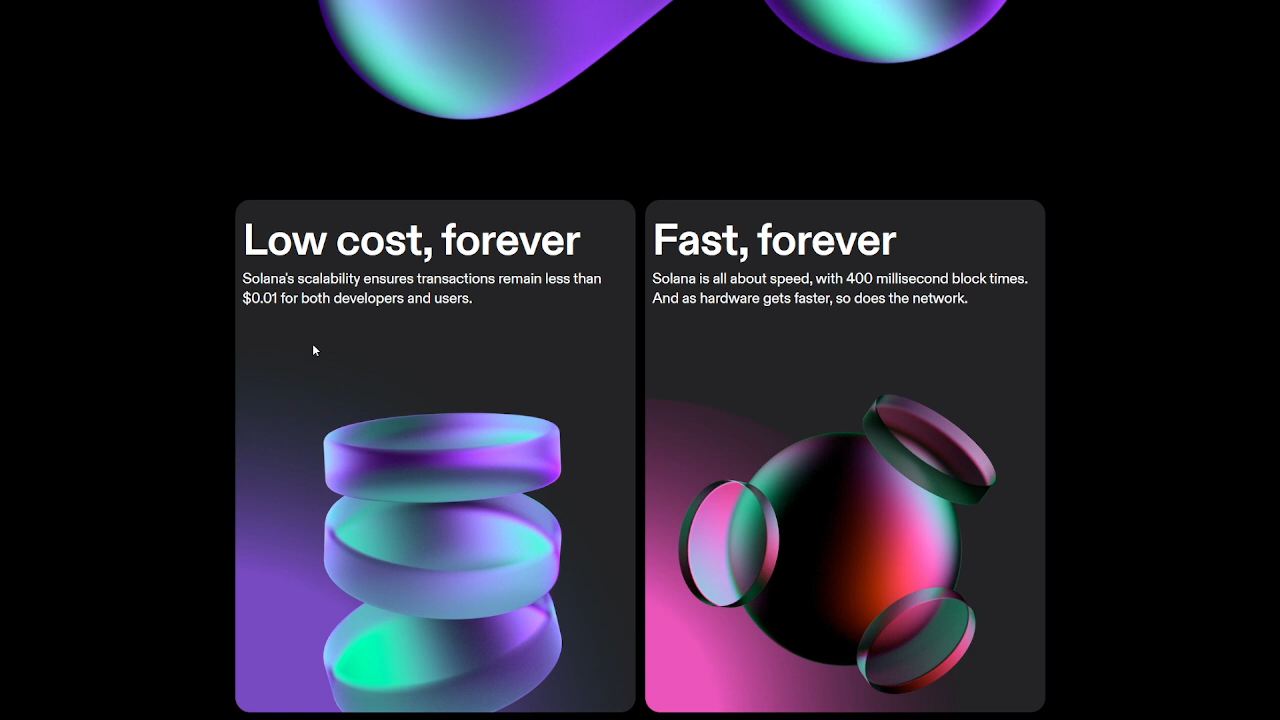 Low cost, forever
Solana's scalability ensures transactions remain less than
$0.01 for both developers and users.
Fast, forever
Solana is all about speed, with 400 millisecond block times.
And as hardware gets faster, so does the network.